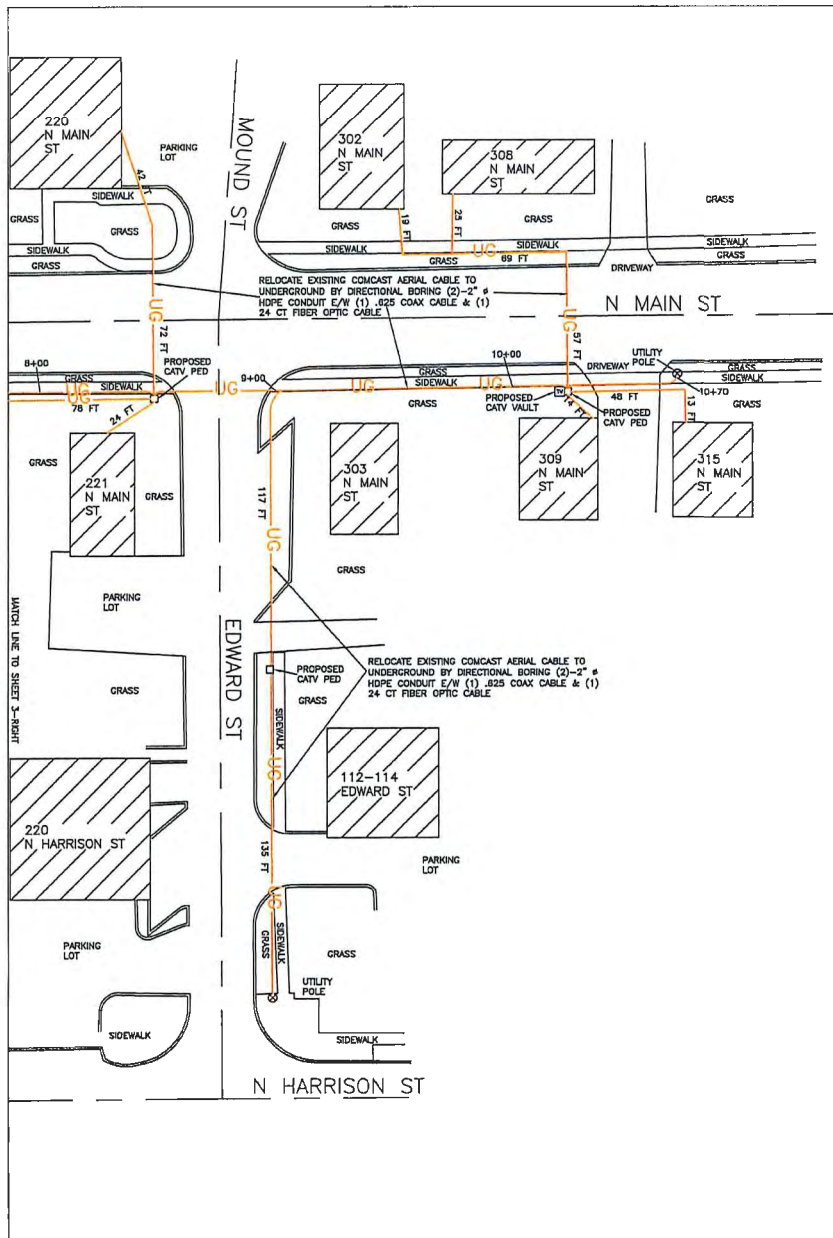 220
N MAIN
ST
PARKING
LOT
MOUND ST
302
N MAIN
ST
308
N MAIN
ST
42 FT
SIDEWALK
GRASS
GRASS
SIDEWALK
GRASS
GRASS
19 FT
25 FT
GRASS
GRASS
SIDEWALK
SIDEWALK
UG
GRASS
69 FT
SIDEWALK
GRASS
DRIVEWAY
RELOCATE EXISTING COMCAST AERIAL CABLE TO
UNDERGROUND BY DIRECTIONAL BORING (2)-2" ø
HDPE CONDUIT E/W (1) .625 COAX CABLE & (1)
24 CT FIBER OPTIC CABLE
N MAIN ST
UG
72 FT
UG
57 FT
UTILITY
POLE
8+00
PROPOSED
CATV PED
9+00
10+00
GRASS
SIDEWALK
UG
78 FT
UG
UG
GRASS
SIDEWALK
UG
GRASS
DRIVEWAY
GRASS
SIDEWALK
10+70
GRASS
PROPOSED
CATV VAULT
TV
14 FT
PROPOSED
CATV PED
48 FT
13 FT
24 FT
GRASS
221
N MAIN
ST
GRASS
117 FT
UG
303
N MAIN
ST
309
N MAIN
ST
315
N MAIN
ST
GRASS
PARKING
LOT
MATCH LINE TO SHEET 3-RIGHT
EDWARD ST
GRASS
PROPOSED
CATV PED
RELOCATE EXISTING COMCAST AERIAL CABLE TO
UNDERGROUND BY DIRECTIONAL BORING (2)-2" ø
HDPE CONDUIT E/W (1) .625 COAX CABLE & (1)
24 CT FIBER OPTIC CABLE
GRASS
SIDEWALK
UG
112-114
EDWARD ST
220
N HARRISON ST
135 FT
PARKING
LOT
UG
PARKING
LOT
GRASS
SIDEWALK
GRASS
UTILITY
POLE
SIDEWALK
SIDEWALK
N HARRISON ST